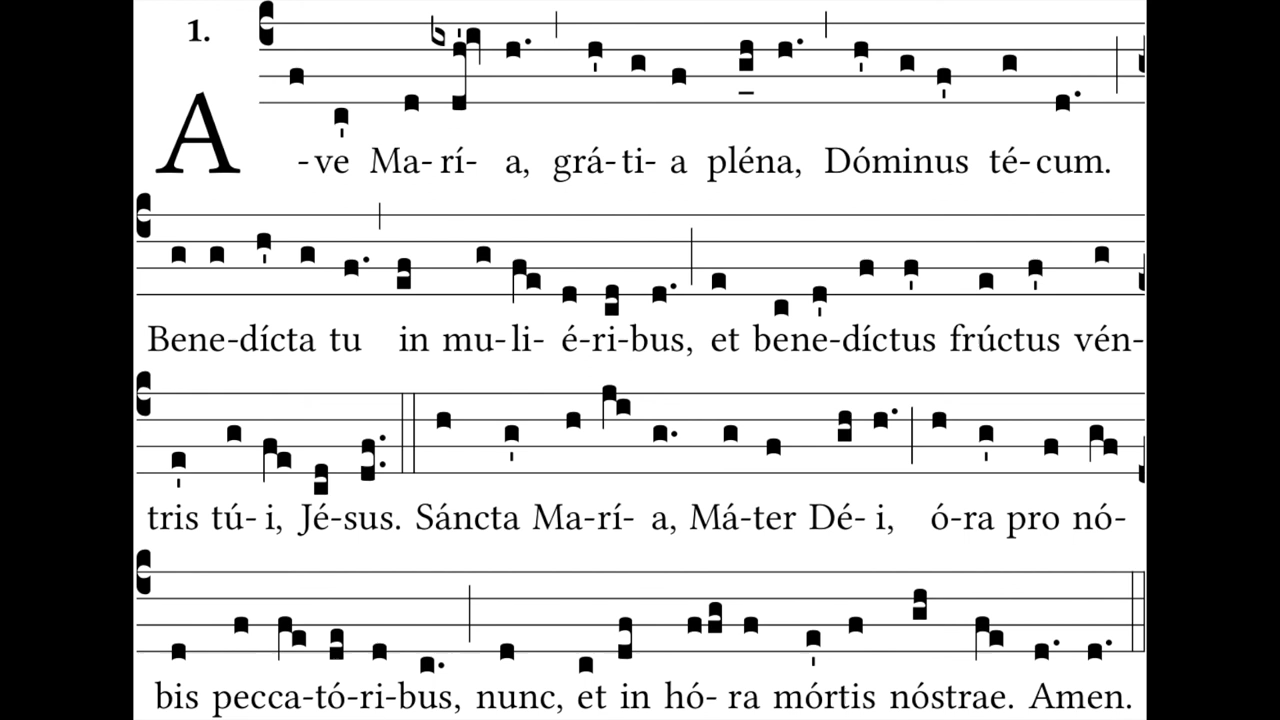 1.
A-ve Ma-rí- a, grá-ti- a pléna, Dóminus té-cum.
Bene-dícta tu in mu-li- é-ri-bus, et bene-díctus frúctus vén-
tris tú- i, Jé-sus. Sáncta Ma-rí- a, Má-ter Dé- i, ó-ra pro nó-
bis pecca-tó-ri-bus, nunc, et in hó- ra mórtis nóstrae. Amen.